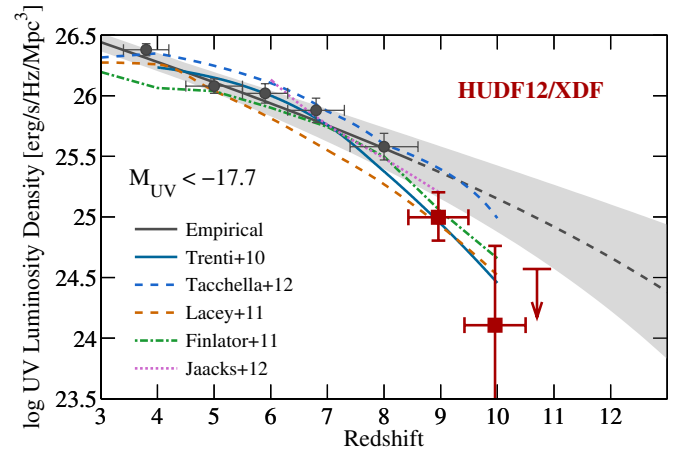 log UV Luminosity Density [erg/s/Hz/Mpc³]
26.5
26
25.5
25
24.5
24
23.5
HUDF12/XDF
M_UV < −17.7
Empirical
Trenti+10
Tacchella+12
Lacey+11
Finlator+11
Jaacks+12
3 4 5 6 7 8 9 10 11 12
Redshift